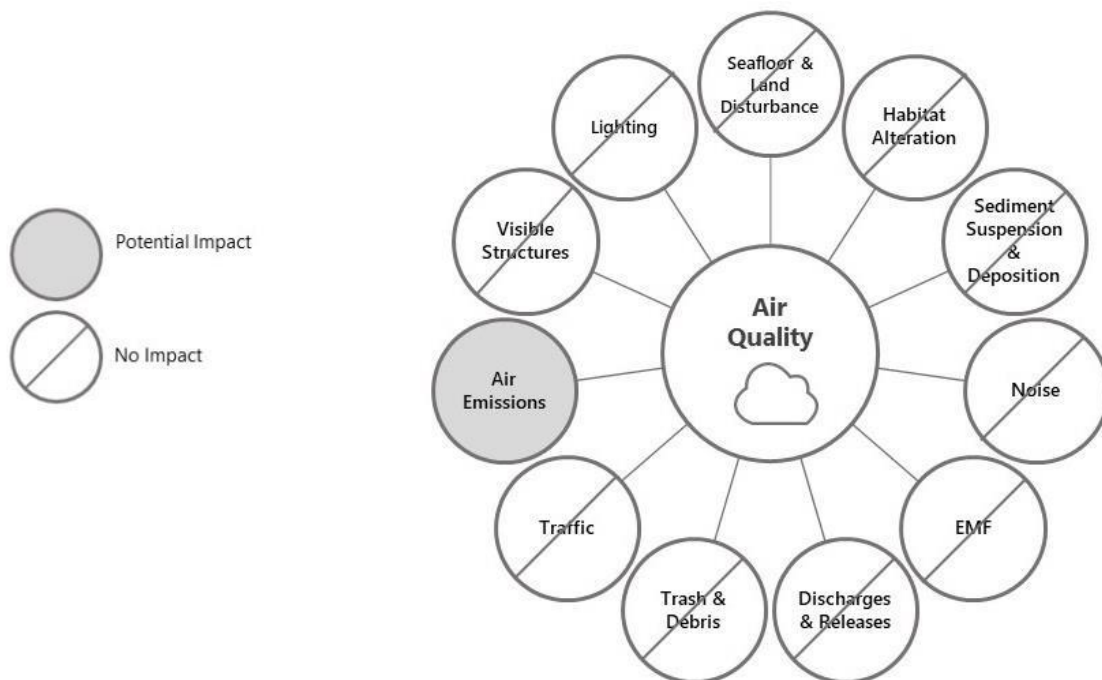 Potential Impact
No Impact
Air
Quality
Seafloor &
Land
Disturbance
Habitat
Alteration
Sediment
Suspension
&
Deposition
Noise
EMF
Discharges
& Releases
Trash &
Debris
Traffic
Air
Emissions
Visible
Structures
Lighting